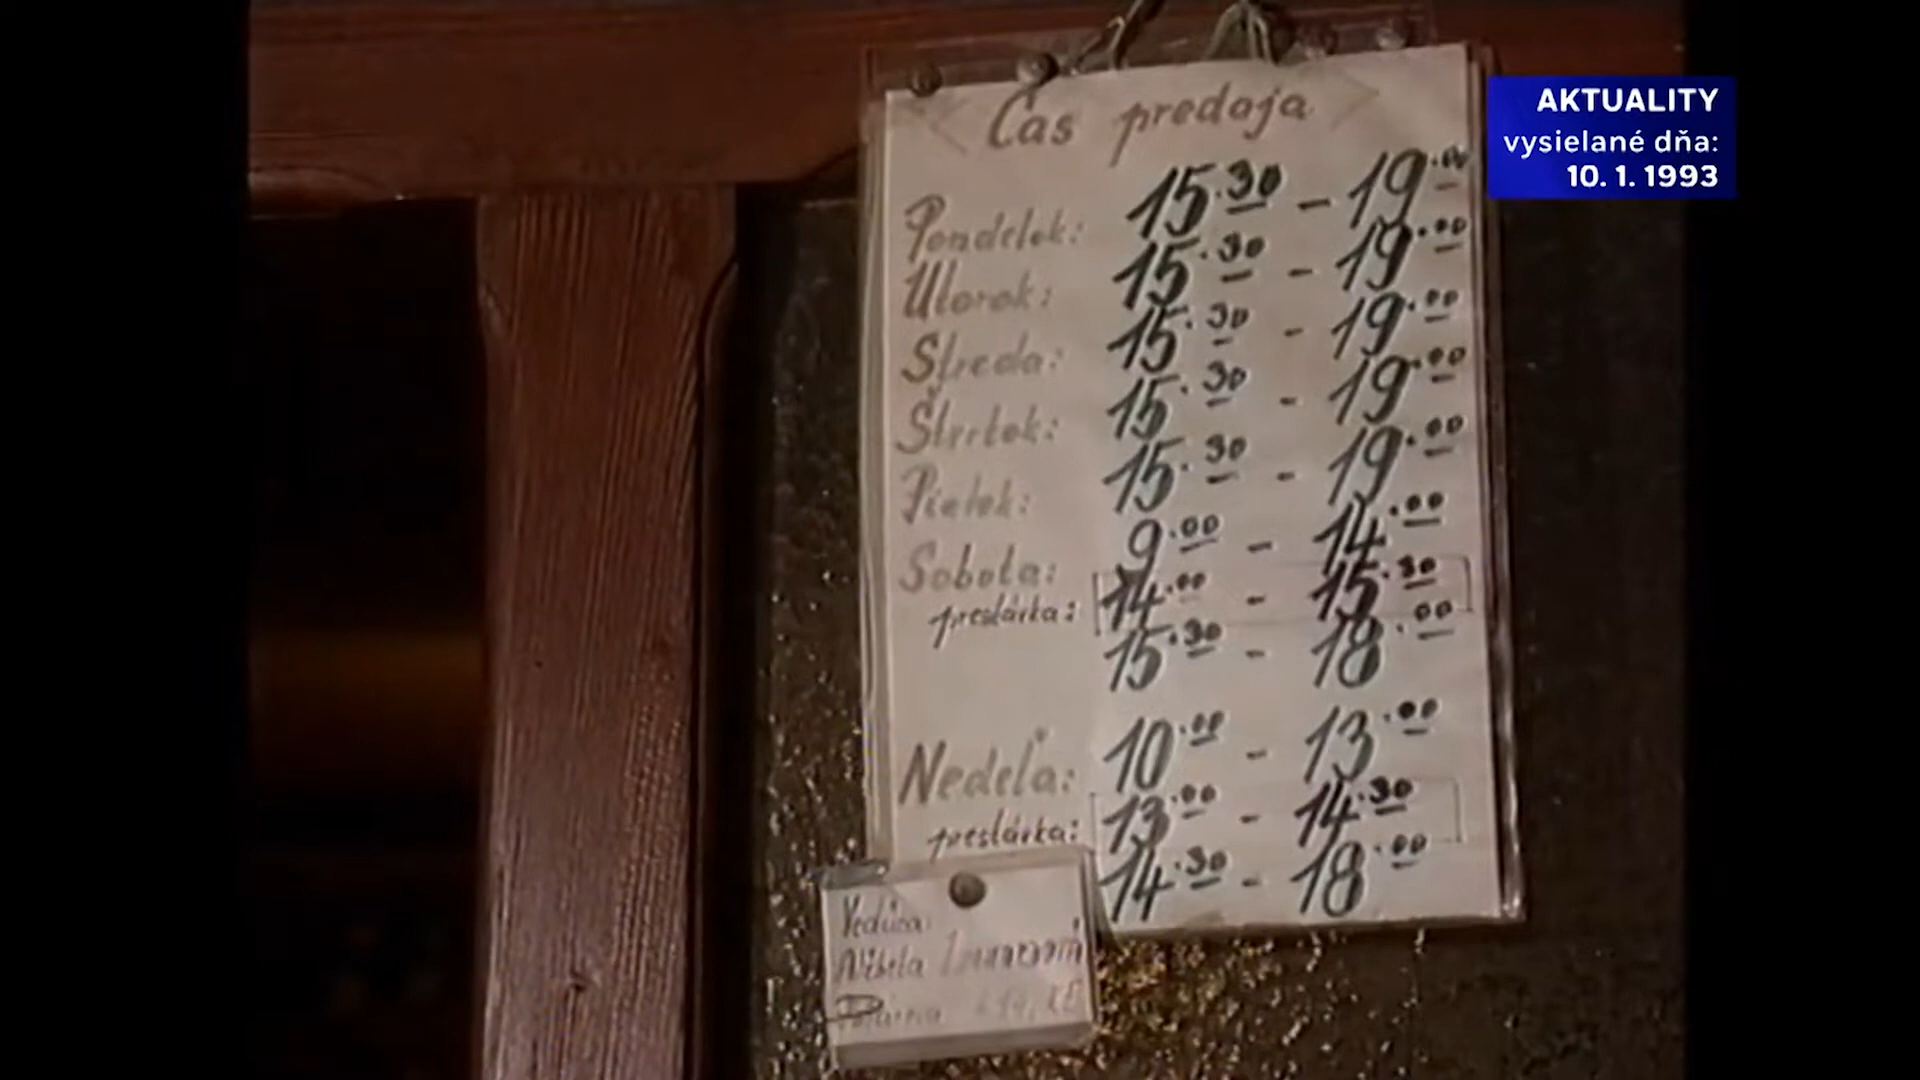 AKTUALITY
vysielané dňa:
10. 1. 1993
Čas predaja
Pondelok: 15.30 - 19.00
Utorok: 15.30 - 19.00
Streda: 15.30 - 19.00
Štvrtok: 15.30 - 19.00
Piatok: 15.30 - 19.00
Sobota: 9.00 - 14.00
prestávka: 14.00 - 15.30
15.30 - 18.00
Nedeľa: 10.00 - 13.00
prestávka: 13.00 - 14.30
14.30 - 18.00
Vedúca: